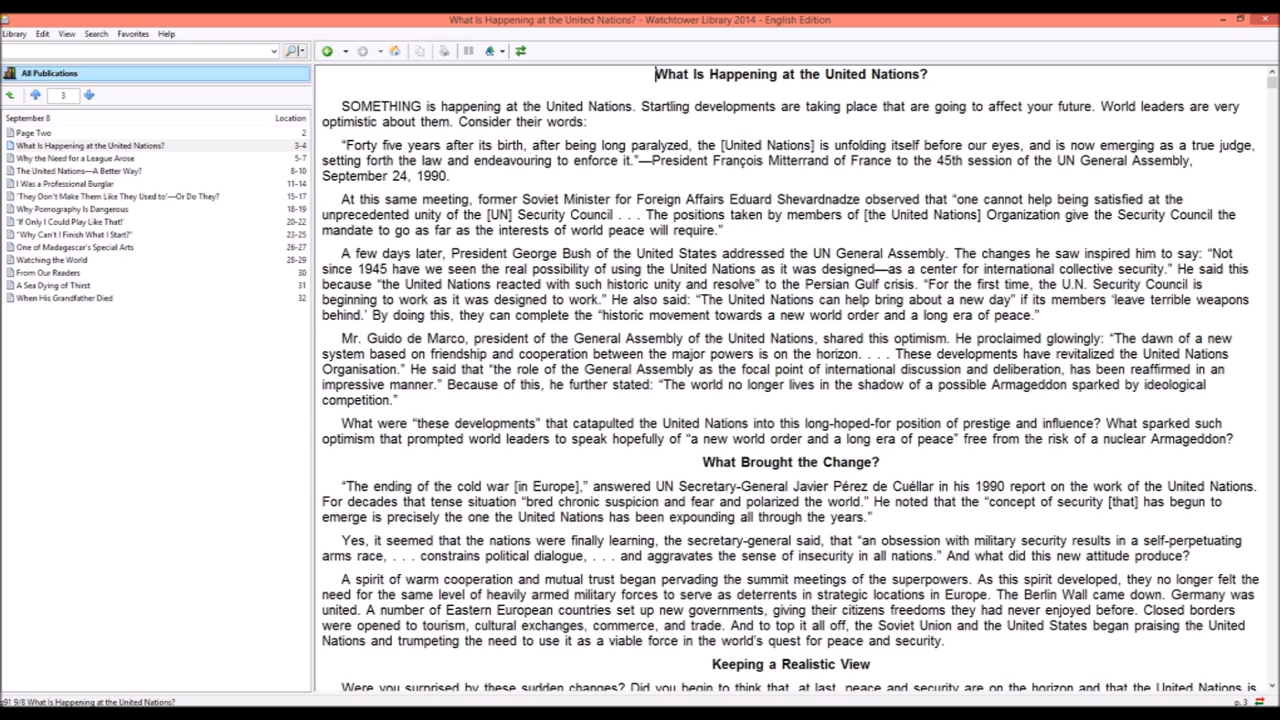 What Is Happening at the United Nations? - Watchtower Library 2014 - English Edition
Library Edit View Search Favorites Help
All Publications
3
September 8 Location
Page Two 2
What Is Happening at the United Nations? 3-4
Why the Need for a League Arose 5-7
The United Nations—A Better Way? 8-10
I Was a Professional Burglar 11-14
'They Don't Make Them Like They Used to'—Or Do They? 15-17
Why Pornography Is Dangerous 18-19
'If Only I Could Play Like That!' 20-22
"Why Can't I Finish What I Start?" 23-25
One of Madagascar's Special Arts 26-27
Watching the World 28-29
From Our Readers 30
A Sea Dying of Thirst 31
When His Grandfather Died 32
What Is Happening at the United Nations?
SOMETHING is happening at the United Nations. Startling developments are taking place that are going to affect your future. World leaders are very
optimistic about them. Consider their words:
“Forty five years after its birth, after being long paralyzed, the [United Nations] is unfolding itself before our eyes, and is now emerging as a true judge,
setting forth the law and endeavouring to enforce it.”—President François Mitterrand of France to the 45th session of the UN General Assembly,
September 24, 1990.
At this same meeting, former Soviet Minister for Foreign Affairs Eduard Shevardnadze observed that “one cannot help being satisfied at the
unprecedented unity of the [UN] Security Council . . . The positions taken by members of [the United Nations] Organization give the Security Council the
mandate to go as far as the interests of world peace will require.”
A few days later, President George Bush of the United States addressed the UN General Assembly. The changes he saw inspired him to say: “Not
since 1945 have we seen the real possibility of using the United Nations as it was designed—as a center for international collective security.” He said this
because “the United Nations reacted with such historic unity and resolve” to the Persian Gulf crisis. “For the first time, the U.N. Security Council is
beginning to work as it was designed to work.” He also said: “The United Nations can help bring about a new day” if its members ‘leave terrible weapons
behind.’ By doing this, they can complete the “historic movement towards a new world order and a long era of peace.”
Mr. Guido de Marco, president of the General Assembly of the United Nations, shared this optimism. He proclaimed glowingly: “The dawn of a new
system based on friendship and cooperation between the major powers is on the horizon. . . . These developments have revitalized the United Nations
Organisation.” He said that “the role of the General Assembly as the focal point of international discussion and deliberation, has been reaffirmed in an
impressive manner.” Because of this, he further stated: “The world no longer lives in the shadow of a possible Armageddon sparked by ideological
competition.”
What were “these developments” that catapulted the United Nations into this long-hoped-for position of prestige and influence? What sparked such
optimism that prompted world leaders to speak hopefully of “a new world order and a long era of peace” free from the risk of a nuclear Armageddon?
What Brought the Change?
“The ending of the cold war [in Europe],” answered UN Secretary-General Javier Pérez de Cuéllar in his 1990 report on the work of the United Nations.
For decades that tense situation “bred chronic suspicion and fear and polarized the world.” He noted that the “concept of security [that] has begun to
emerge is precisely the one the United Nations has been expounding all through the years.”
Yes, it seemed that the nations were finally learning, the secretary-general said, that “an obsession with military security results in a self-perpetuating
arms race, . . . constrains political dialogue, . . . and aggravates the sense of insecurity in all nations.” And what did this new attitude produce?
A spirit of warm cooperation and mutual trust began pervading the summit meetings of the superpowers. As this spirit developed, they no longer felt the
need for the same level of heavily armed military forces to serve as deterrents in strategic locations in Europe. The Berlin Wall came down. Germany was
united. A number of Eastern European countries set up new governments, giving their citizens freedoms they had never enjoyed before. Closed borders
were opened to tourism, cultural exchanges, commerce, and trade. And to top it all off, the Soviet Union and the United States began praising the United
Nations and trumpeting the need to use it as a viable force in the world’s quest for peace and security.
Keeping a Realistic View
Were you surprised by these sudden changes? Did you begin to think that, at last, peace and security are on the horizon and that the United Nations is
g91 9/8 What Is Happening at the United Nations? p. 3